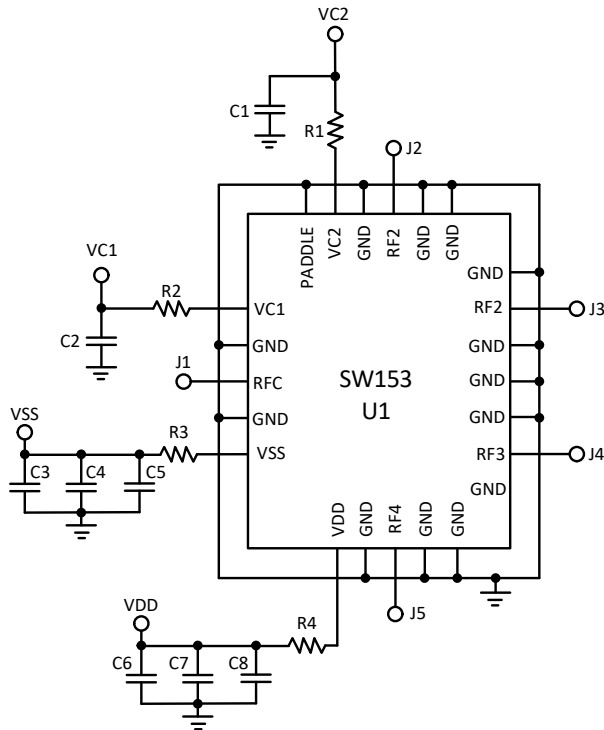 VC2
C1
R1
J2
PADDLE
VC2
GND
RF2
GND
GND
VC1
R2
C2
VC1
GND
J1
RFC
GND
VSS
R3
VSS
C3
C4
C5
SW153
U1
GND
RF2
J3
GND
GND
GND
RF3
J4
GND
VDD
GND
RF4
GND
GND
J5
VDD
R4
C6
C7
C8